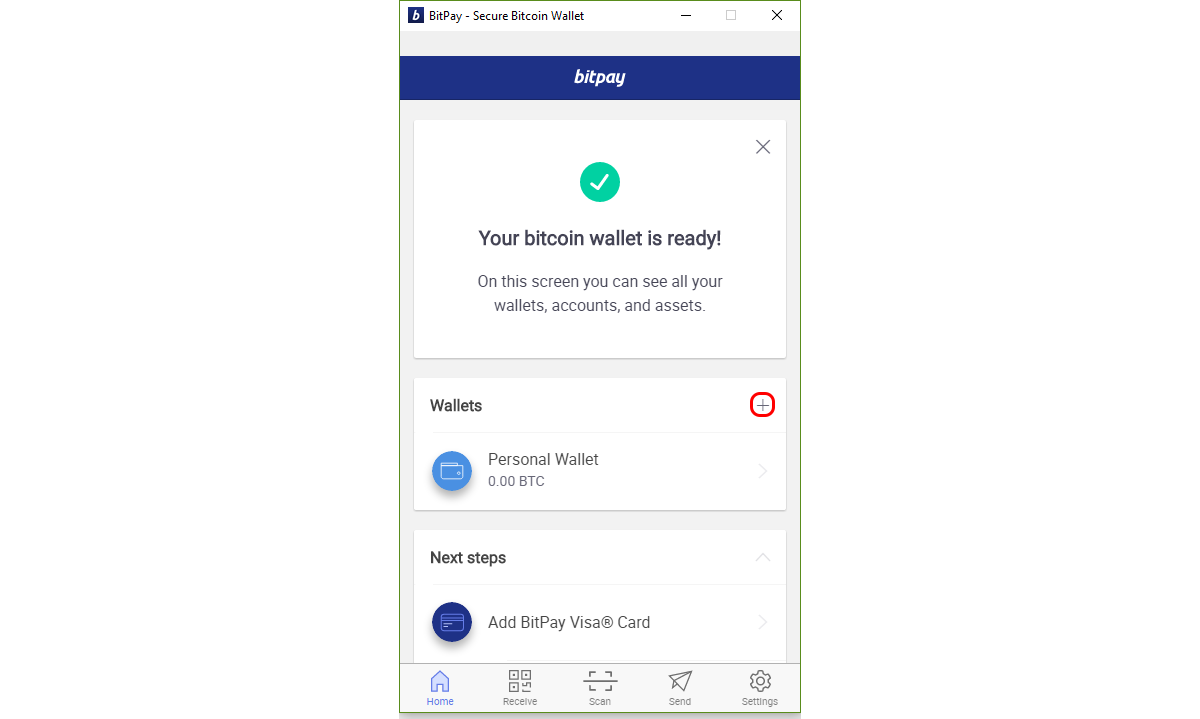 b BitPay - Secure Bitcoin Wallet
bitpay
Your bitcoin wallet is ready!
On this screen you can see all your
wallets, accounts, and assets.
Wallets
Personal Wallet
0.00 BTC
Next steps
Add BitPay Visa® Card
Home Receive Scan Send Settings